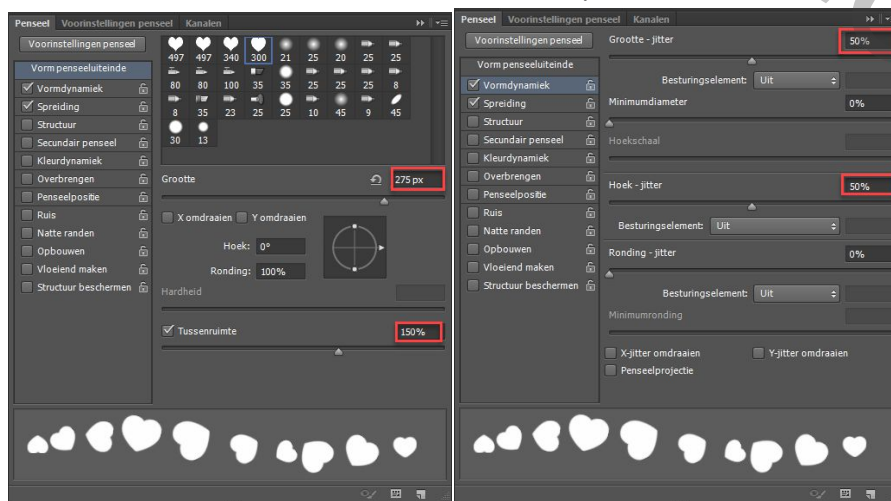 Penseel Voorinstellingen penseel Kanalen
Voorinstellingen penseel
Vorm penseeluiteinde
Vormdynamiek
Spreiding
Structuur
Secundair penseel
Kleurdynamiek
Overbrengen
Penseelpositie
Ruis
Natte randen
Opbouwen
Vloeiend maken
Structuur beschermen
497 497 340 300 21 25 20 25 25
80 80 100 35 35 25 25 25 8
8 35 23 25 25 10 45 9 45
30 13
Grootte 275 px
X omdraaien Y omdraaien
Hoek: 0°
Ronding: 100%
Hardheid
Tussenruimte 150%
Penseel Voorinstellingen penseel Kanalen
Voorinstellingen penseel
Vorm penseeluiteinde
Vormdynamiek
Spreiding
Structuur
Secundair penseel
Kleurdynamiek
Overbrengen
Penseelpositie
Ruis
Natte randen
Opbouwen
Vloeiend maken
Structuur beschermen
Grootte - jitter 50%
Besturingselement: Uit
Minimumdiameter 0%
Hoekschaal
Hoek - jitter 50%
Besturingselement: Uit
Ronding - jitter 0%
Besturingselement: Uit
Minimumronding
X-jitter omdraaien Y-jitter omdraaien
Penseelprojectie